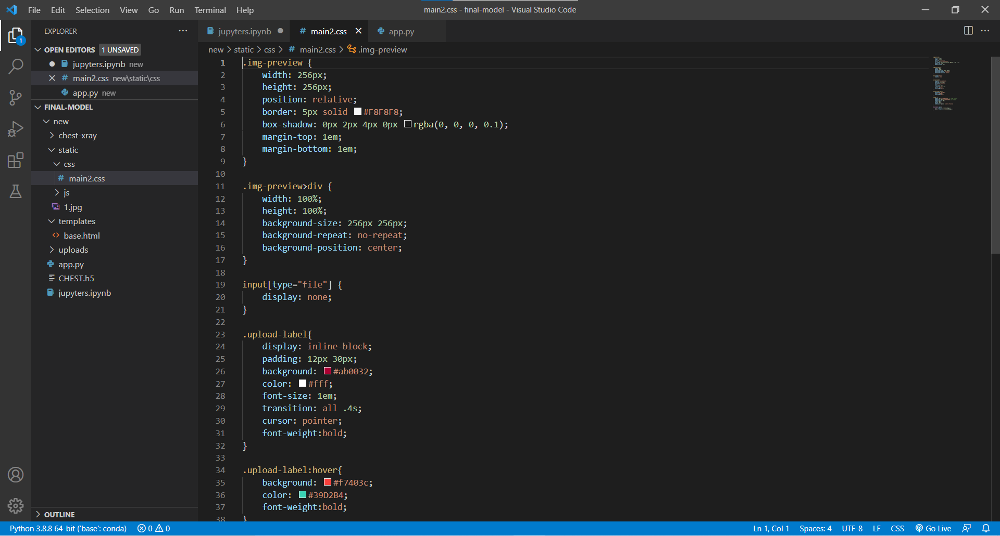 File Edit Selection View Go Run Terminal Help
main2.css - final-model - Visual Studio Code
EXPLORER
1
OPEN EDITORS 1 UNSAVED
jupyters.ipynb new
main2.css new\static\css
app.py new
FINAL-MODEL
new
chest-xray
static
css
main2.css
js
1.jpg
templates
base.html
uploads
app.py
CHEST.h5
jupyters.ipynb
OUTLINE
jupyters.ipynb
main2.css
app.py
new > static > css > # main2.css > .img-preview
1 .img-preview {
2 width: 256px;
3 height: 256px;
4 position: relative;
5 border: 5px solid #F8F8F8;
6 box-shadow: 0px 2px 4px 0px rgba(0, 0, 0, 0.1);
7 margin-top: 1em;
8 margin-bottom: 1em;
9 }
10
11 .img-preview>div {
12 width: 100%;
13 height: 100%;
14 background-size: 256px 256px;
15 background-repeat: no-repeat;
16 background-position: center;
17 }
18
19 input[type="file"] {
20 display: none;
21 }
22
23 .upload-label{
24 display: inline-block;
25 padding: 12px 30px;
26 background: #ab0032;
27 color: #fff;
28 font-size: 1em;
29 transition: all .4s;
30 cursor: pointer;
31 font-weight:bold;
32 }
33
34 .upload-label:hover{
35 background: #f7403c;
36 color: #39D2B4;
37 font-weight:bold;
38 }
Python 3.8.8 64-bit ('base': conda) 0 0
Ln 1, Col 1 Spaces: 4 UTF-8 LF CSS Go Live